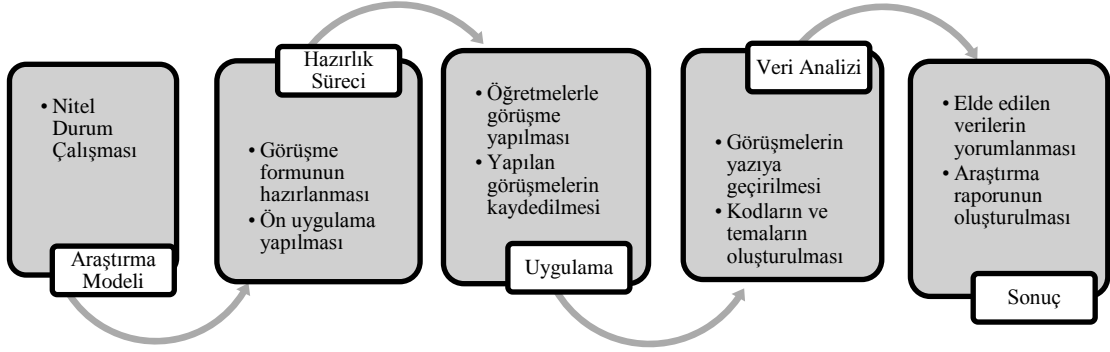 • Nitel
Durum
Çalışması
Araştırma
Modeli
Hazırlık
Süreci
• Görüşme
formunun
hazırlanması
• Ön uygulama
yapılması
• Öğretmelerle
görüşme
yapılması
• Yapılan
görüşmelerin
kaydedilmesi
Uygulama
Veri Analizi
• Görüşmelerin
yazıya
geçirilmesi
• Kodların ve
temaların
oluşturulması
• Elde edilen
verilerin
yorumlanması
• Araştırma
raporunun
oluşturulması
Sonuç